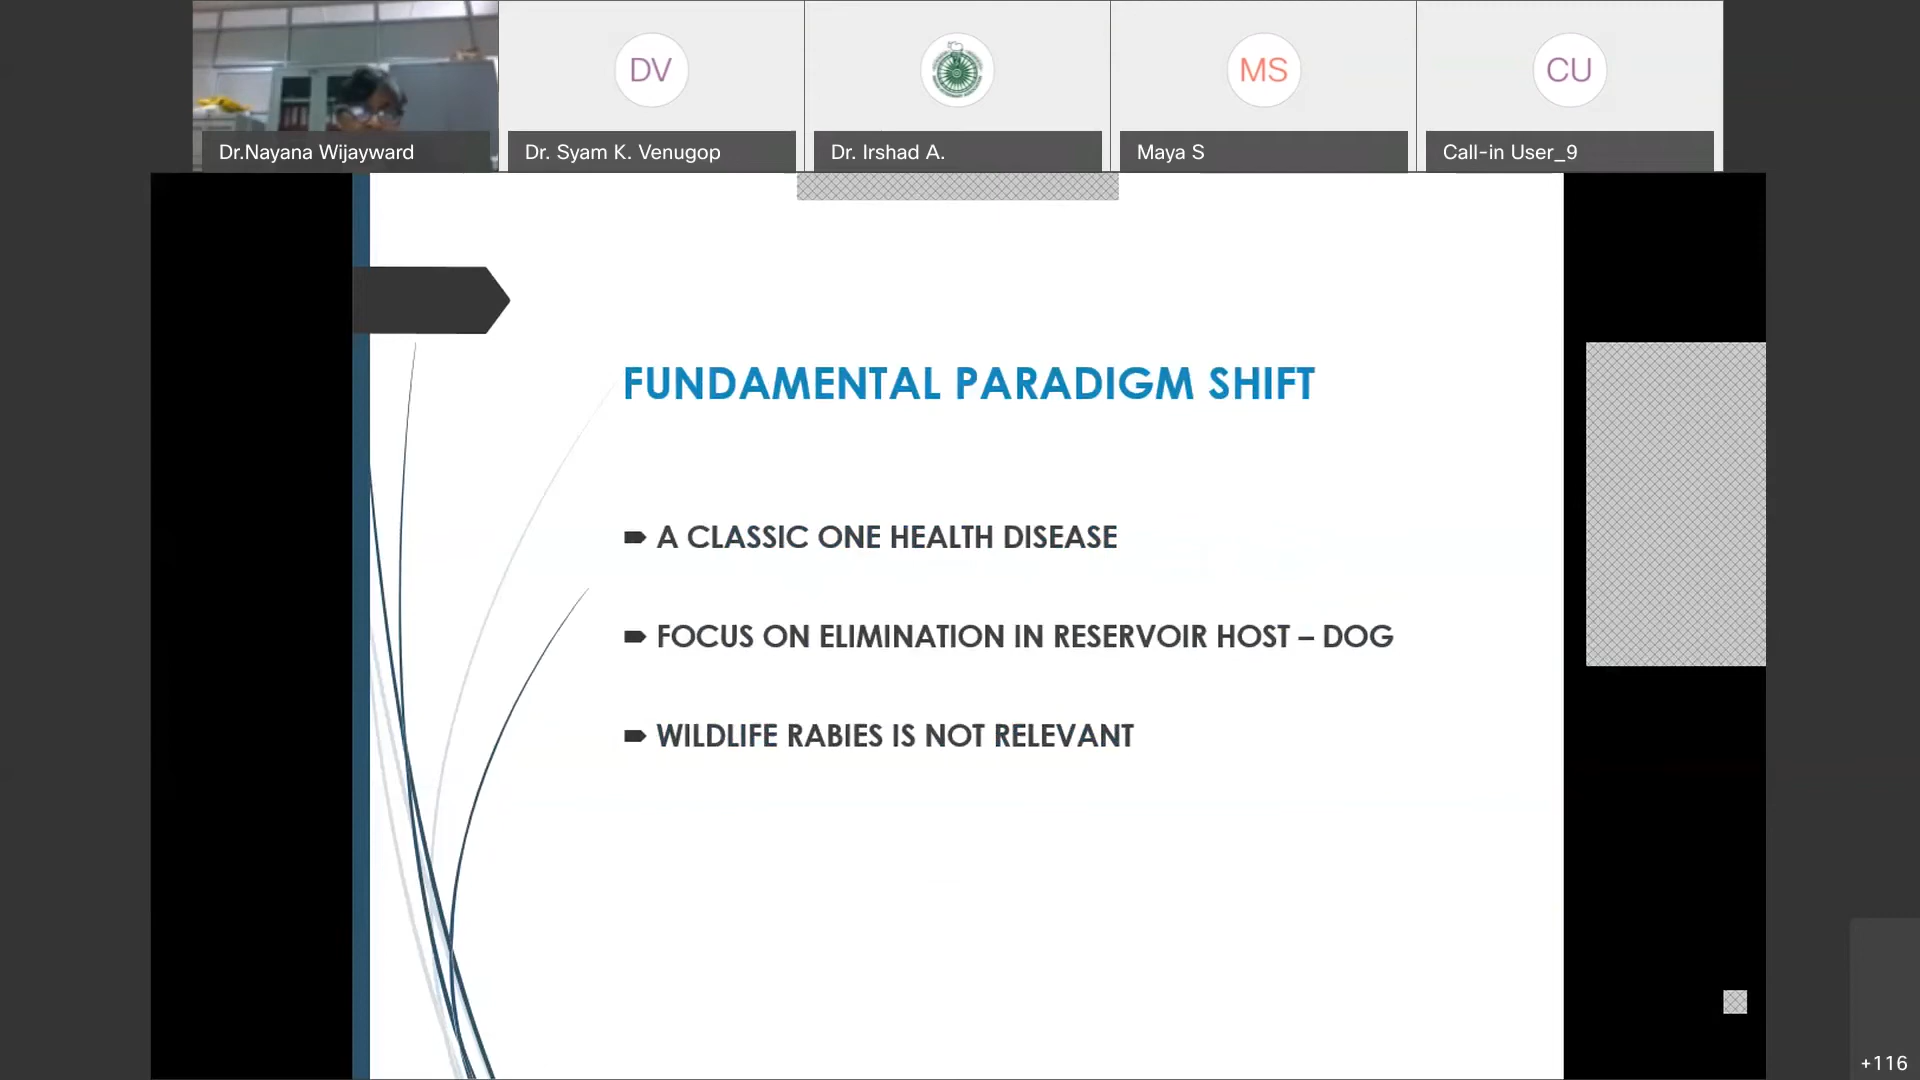 DV
MS
CU
Dr.Nayana Wijayward
Dr. Syam K. Venugop
Dr. Irshad A.
Maya S
Call-in User_9
FUNDAMENTAL PARADIGM SHIFT
A CLASSIC ONE HEALTH DISEASE
FOCUS ON ELIMINATION IN RESERVOIR HOST – DOG
WILDLIFE RABIES IS NOT RELEVANT
+116